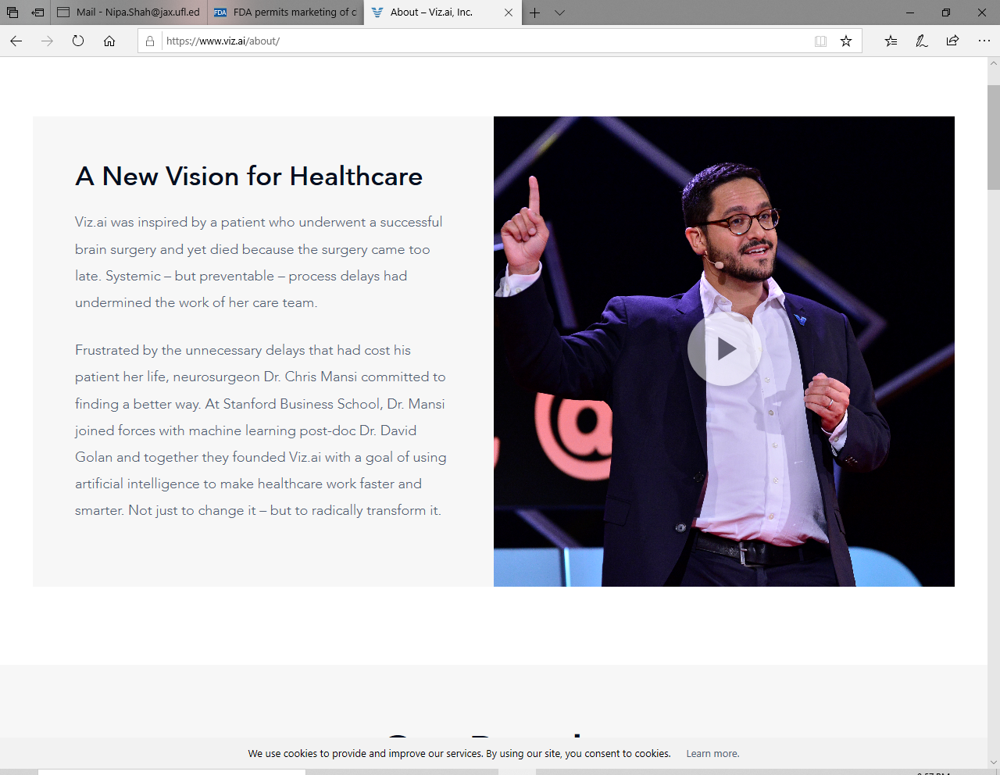 Mail - Nipa.Shah@jax.ufl.ed
FDA FDA permits marketing of c
About – Viz.ai, Inc.
https://www.viz.ai/about/
A New Vision for Healthcare
Viz.ai was inspired by a patient who underwent a successful
brain surgery and yet died because the surgery came too
late. Systemic – but preventable – process delays had
undermined the work of her care team.
Frustrated by the unnecessary delays that had cost his
patient her life, neurosurgeon Dr. Chris Mansi committed to
finding a better way. At Stanford Business School, Dr. Mansi
joined forces with machine learning post-doc Dr. David
Golan and together they founded Viz.ai with a goal of using
artificial intelligence to make healthcare work faster and
smarter. Not just to change it – but to radically transform it.
@
We use cookies to provide and improve our services. By using our site, you consent to cookies. Learn more.